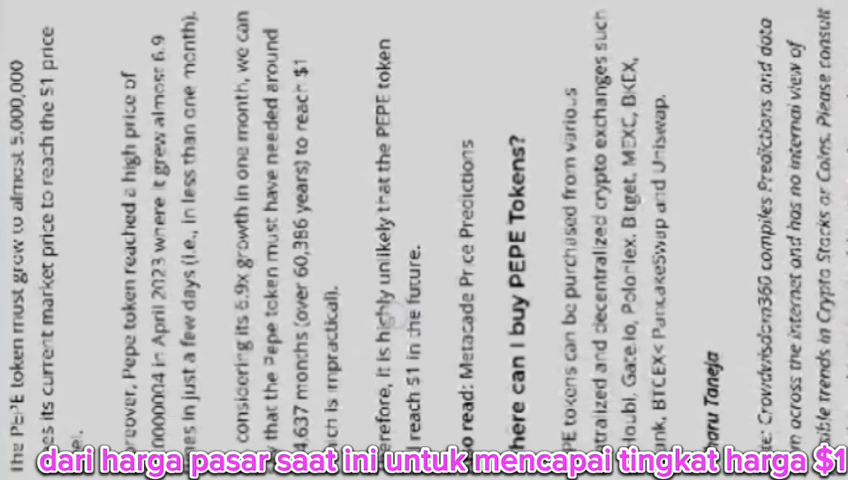 The PEPE token must grow to almost 5,000,000
es its current market price to reach the $1 price
reover, Pepe token reached a high price of
0000004 in April 2023 where it grew almost 6.9
nes in just a few days (i.e., in less than one month).
considering its 6.9x growth in one month, we can
that the Pepe token must have needed around
4,637 months (over 60,386 years) to reach $1
ach is impractical).
erefore, it is highly unlikely that the PEPE token
l reach $1 in the future.
so read: Metacade Price Predictions
here can I buy PEPE Tokens?
PE tokens can be purchased from various
ntralized and decentralized crypto exchanges such
Houbi, Gate.io, Poloniex, Bitget, MEXC, BKEX,
ank, BTCEX< PancakeSwap and Uniswap.
haru Taneja
te: Crowdwisdom360 compiles Predictions and data
m across the internet and has no internal view of
ible trends in Crypto Stocks or Coins. Please consult
dari harga pasar saat ini untuk mencapai tingkat harga $1